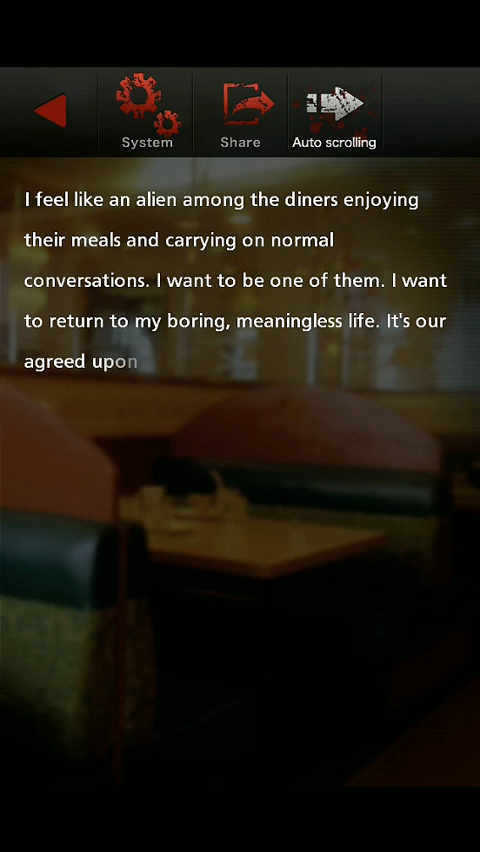 System
Share
Auto scrolling
I feel like an alien among the diners enjoying
their meals and carrying on normal
conversations. I want to be one of them. I want
to return to my boring, meaningless life. It's our
agreed upon